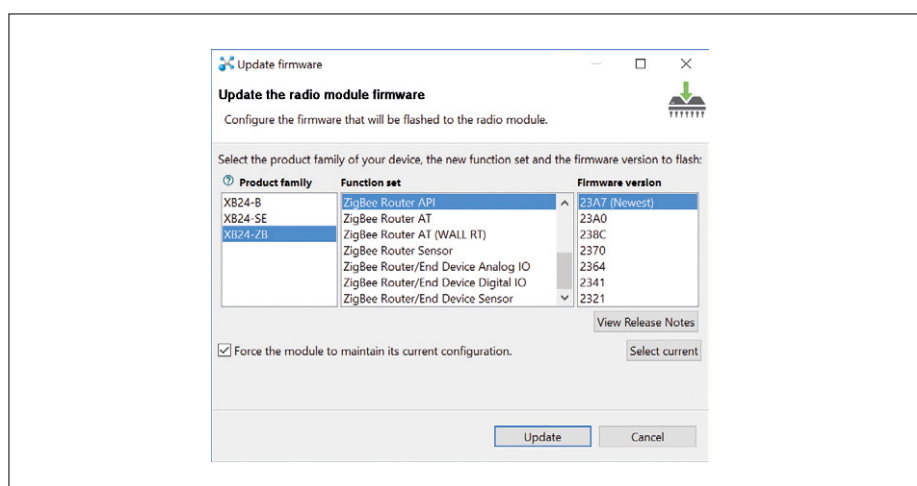 Update firmware
Update the radio module firmware
Configure the firmware that will be flashed to the radio module.
Select the product family of your device, the new function set and the firmware version to flash:
Product family
XB24-B
XB24-SE
XB24-ZB
Function set
ZigBee Router API
ZigBee Router AT
ZigBee Router AT (WALL RT)
ZigBee Router Sensor
ZigBee Router/End Device Analog IO
ZigBee Router/End Device Digital IO
ZigBee Router/End Device Sensor
Firmware version
23A7 (Newest)
23A0
238C
2370
2364
2341
2321
View Release Notes
Force the module to maintain its current configuration.
Select current
Update
Cancel